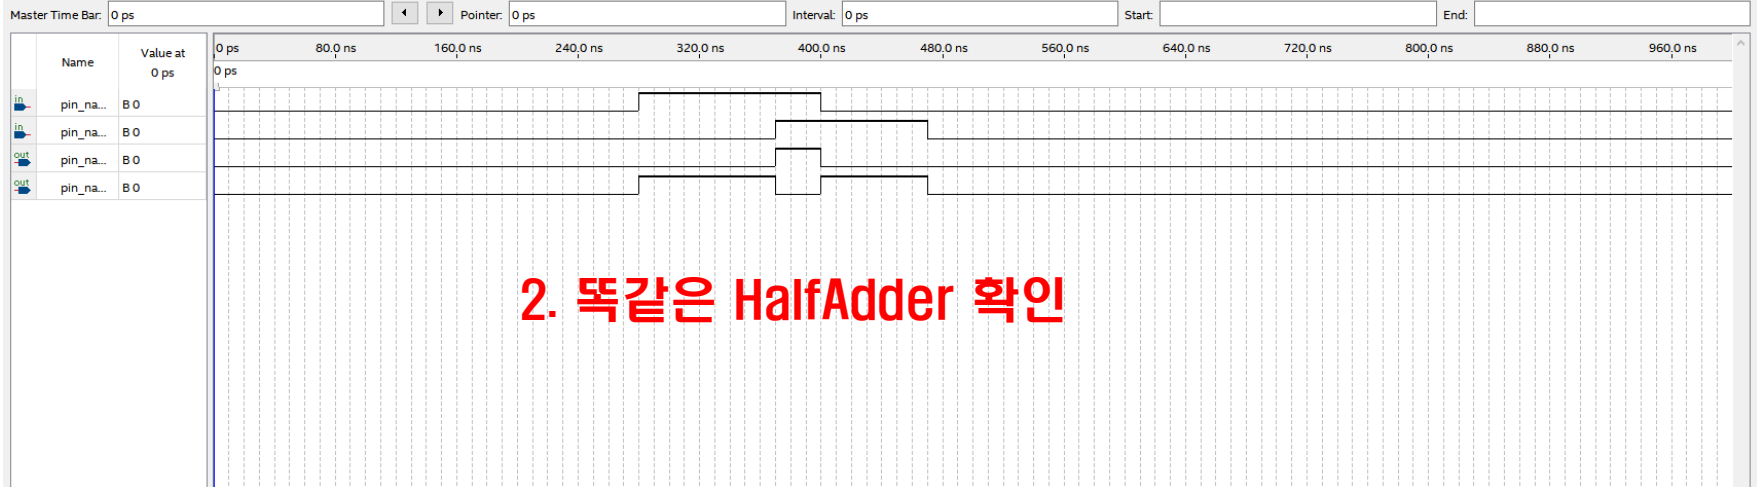 Master Time Bar: 0 ps Pointer: 0 ps Interval: 0 ps Start: End:
Name Value at 0 ps
0 ps 80.0 ns 160.0 ns 240.0 ns 320.0 ns 400.0 ns 480.0 ns 560.0 ns 640.0 ns 720.0 ns 800.0 ns 880.0 ns 960.0 ns
0 ps
in pin_na... B 0
in pin_na... B 0
out pin_na... B 0
out pin_na... B 0
2. 똑같은 HalfAdder 확인